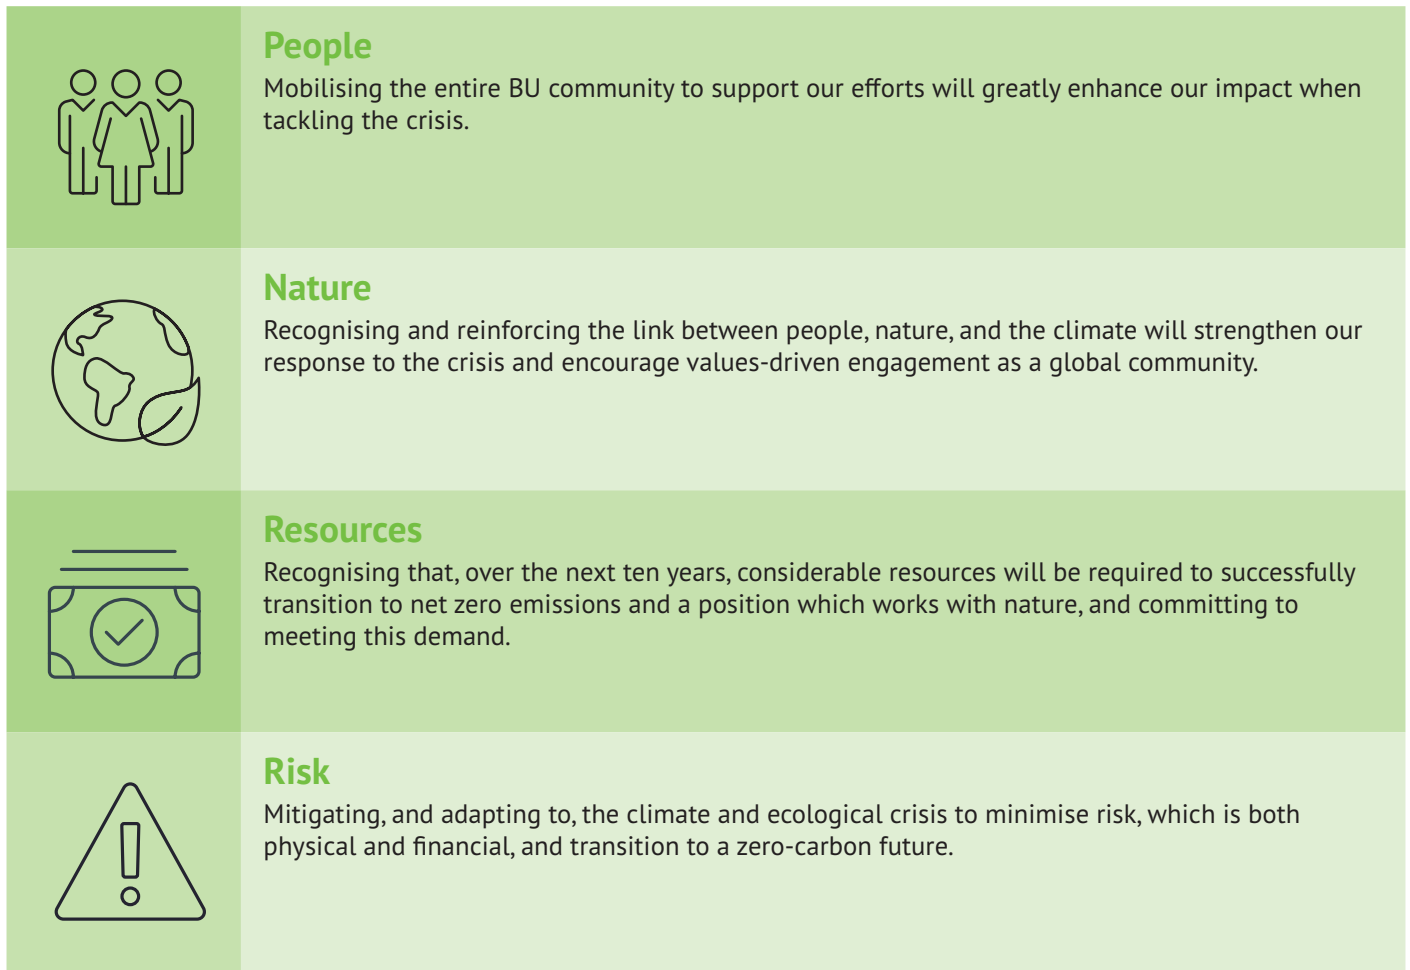 People
Mobilising the entire BU community to support our efforts will greatly enhance our impact when
tackling the crisis.
Nature
Recognising and reinforcing the link between people, nature, and the climate will strengthen our
response to the crisis and encourage values-driven engagement as a global community.
Resources
Recognising that, over the next ten years, considerable resources will be required to successfully
transition to net zero emissions and a position which works with nature, and committing to
meeting this demand.
Risk
Mitigating, and adapting to, the climate and ecological crisis to minimise risk, which is both
physical and financial, and transition to a zero-carbon future.